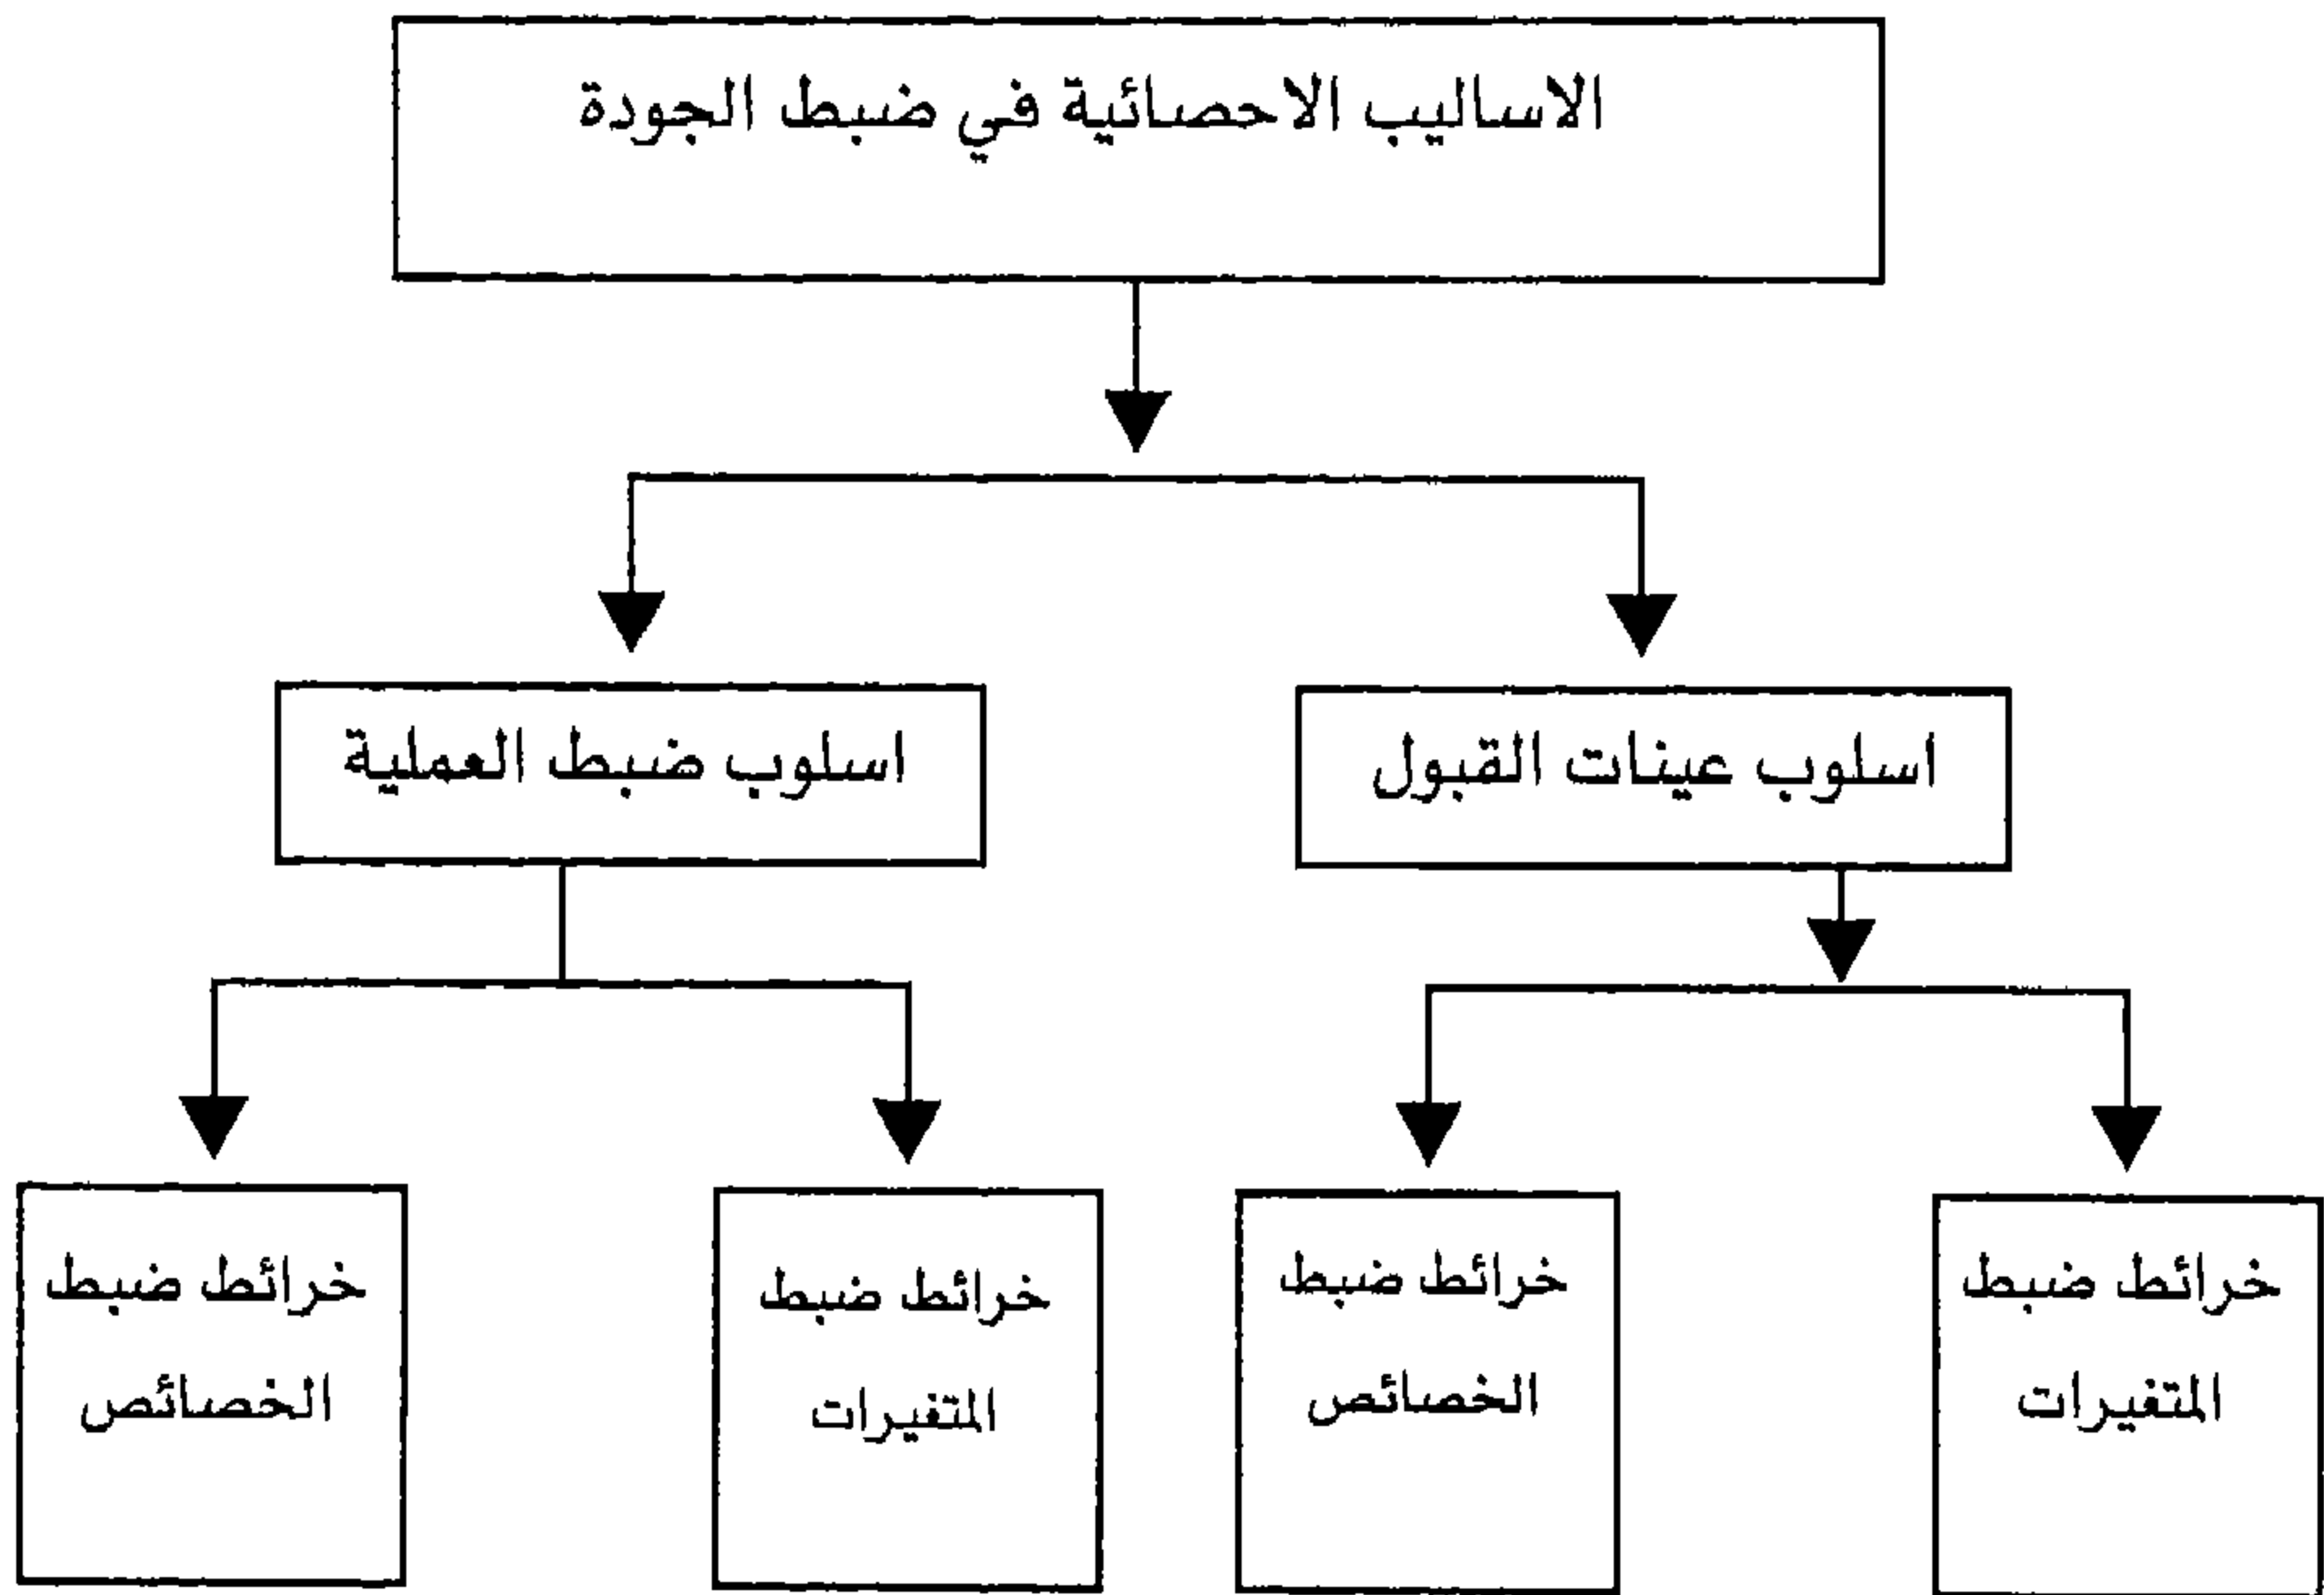 الاساليب الاحصائية في ضبط الجودة
اسلوب عينات القبول
اسلوب ضبط العملية
خرائط ضبط
المتغيرات
خرائط ضبط
الخصائص
خرائط ضبط
المتغيرات
خرائط ضبط
الخصائص